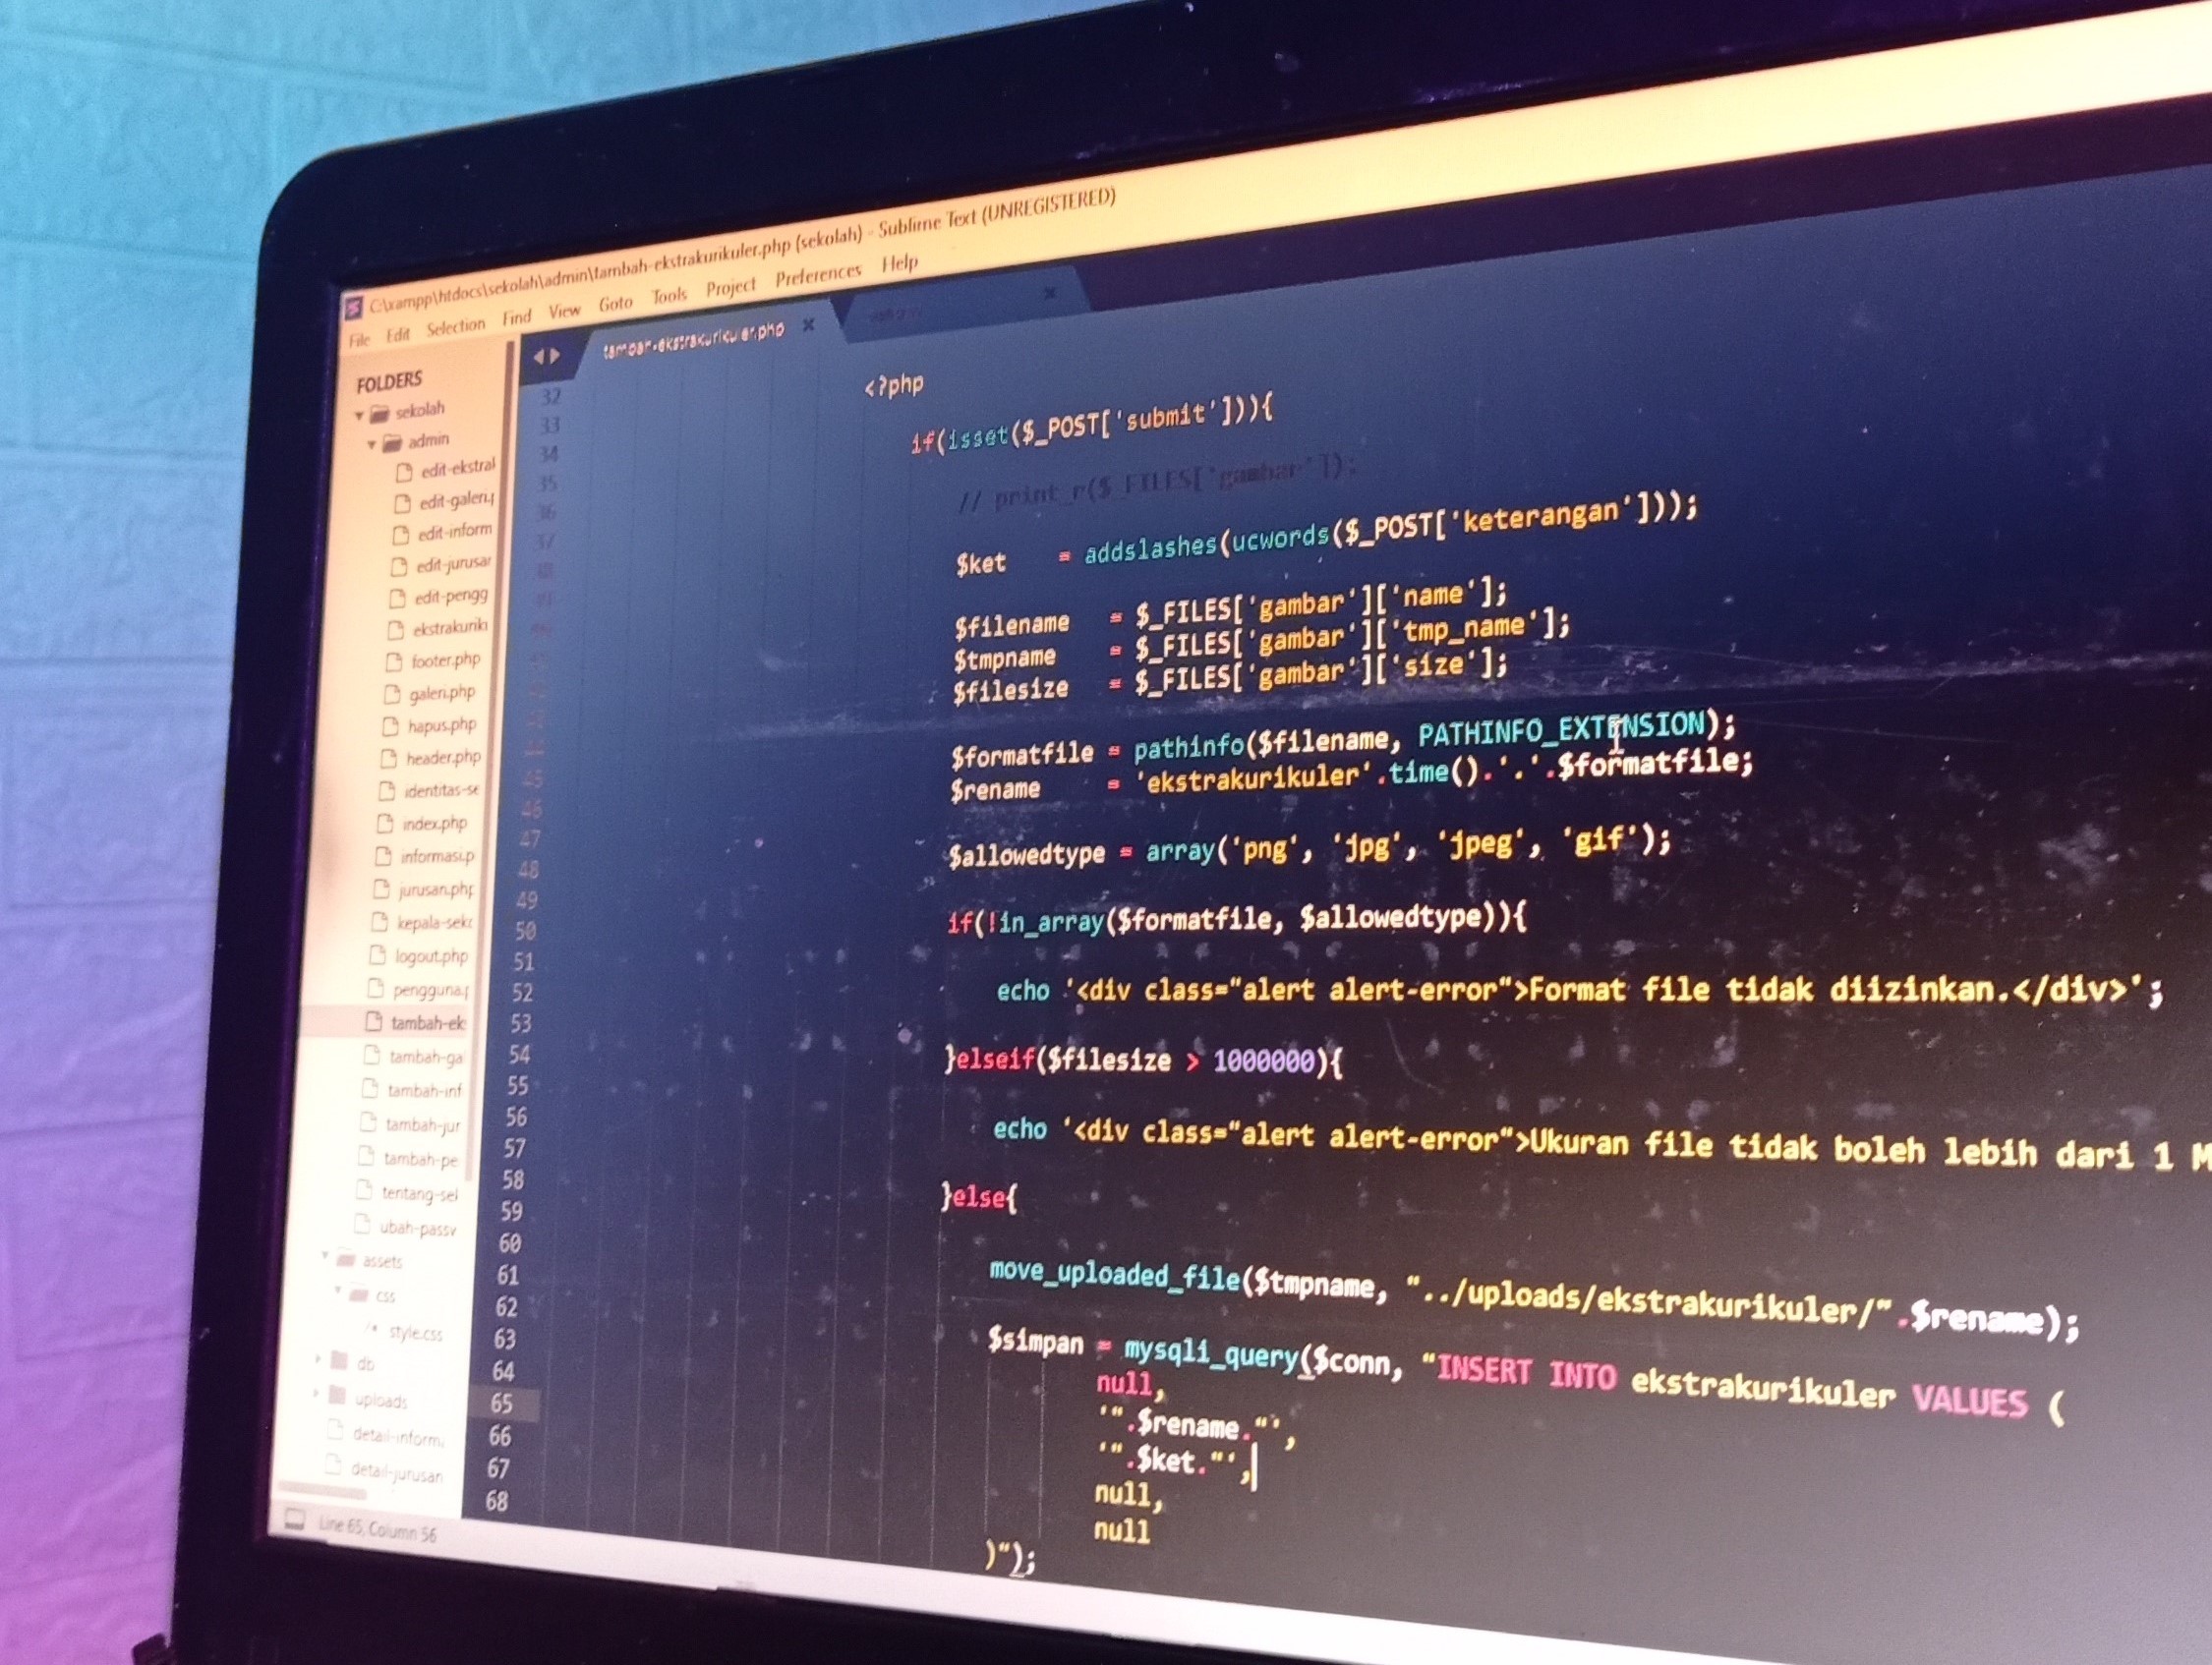 C:\xampp\htdocs\sekolah\admin\tambah-ekstrakurikuler.php (sekolah) - Sublime Text (UNREGISTERED)
File Edit Selection Find View Goto Tools Project Preferences Help
tambah-ekstrakurikuler.php
FOLDERS
sekolah
admin
edit-ekstral
edit-galeri.p
edit-inform
edit-jurusar
edit-pengg
ekstrakurik
footer.php
galeri.php
hapus.php
header.php
identitas-se
index.php
informasi.p
jurusan.php
kepala-seko
logout.php
pengguna.p
tambah-ek
tambah-ga
tambah-inf
tambah-jur
tambah-pe
tentang-sel
ubah-passv
assets
css
/* style.css
db
uploads
detail-inform.
detail-jurusan
Line 65, Column 56
32 <?php
33
34 if(isset($_POST['submit'])){
35
36 // print_r($_FILES['gambar']);
37
$ket = addslashes(ucwords($_POST['keterangan']));
$filename = $_FILES['gambar']['name'];
$tmpname = $_FILES['gambar']['tmp_name'];
$filesize = $_FILES['gambar']['size'];
$formatfile = pathinfo($filename, PATHINFO_EXTENSION);
45 $rename = 'ekstrakurikuler'.time().'.'.$formatfile;
46
47 $allowedtype = array('png', 'jpg', 'jpeg', 'gif');
48
49 if(!in_array($formatfile, $allowedtype)){
50
51 echo '<div class="alert alert-error">Format file tidak diizinkan.</div>';
52
53 }elseif($filesize > 1000000){
54
55 echo '<div class="alert alert-error">Ukuran file tidak boleh lebih dari 1 M
56
57 }else{
58
59 move_uploaded_file($tmpname, "../uploads/ekstrakurikuler/".$rename);
60
61 $simpan = mysqli_query($conn, "INSERT INTO ekstrakurikuler VALUES (
62 null,
63 '".$rename."',
64 '".$ket."',
65 null,
66 null
67 )");
68